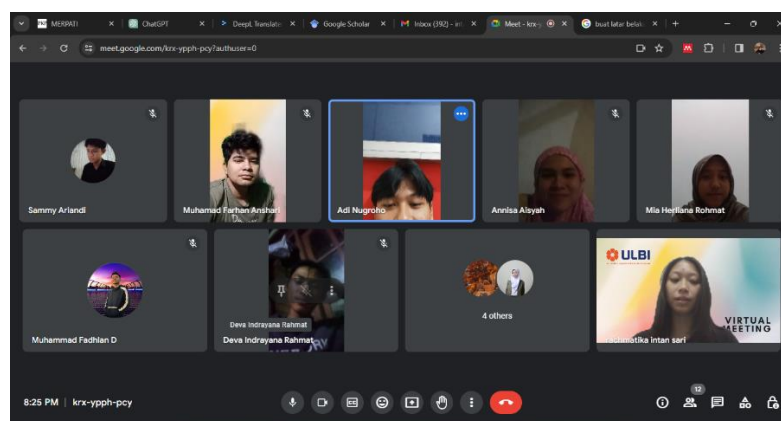 MERPATI
ChatGPT
DeepL Translate
Google Scholar
Inbox (392) - in
Meet - krx-y
buat latar belak
meet.google.com/krx-ypph-pcy?authuser=0
Sammy Ariandi
Muhamad Farhan Anshari
Adi Nugroho
Annisa Aisyah
Mia Herliana Rohmat
Muhammad Fadhlan D
Deva Indrayana Rahmat
Deva Indrayana Rahmat
4 others
ULBI
VIRTUAL
MEETING
rachmatika intan sari
8:25 PM | krx-ypph-pcy
12